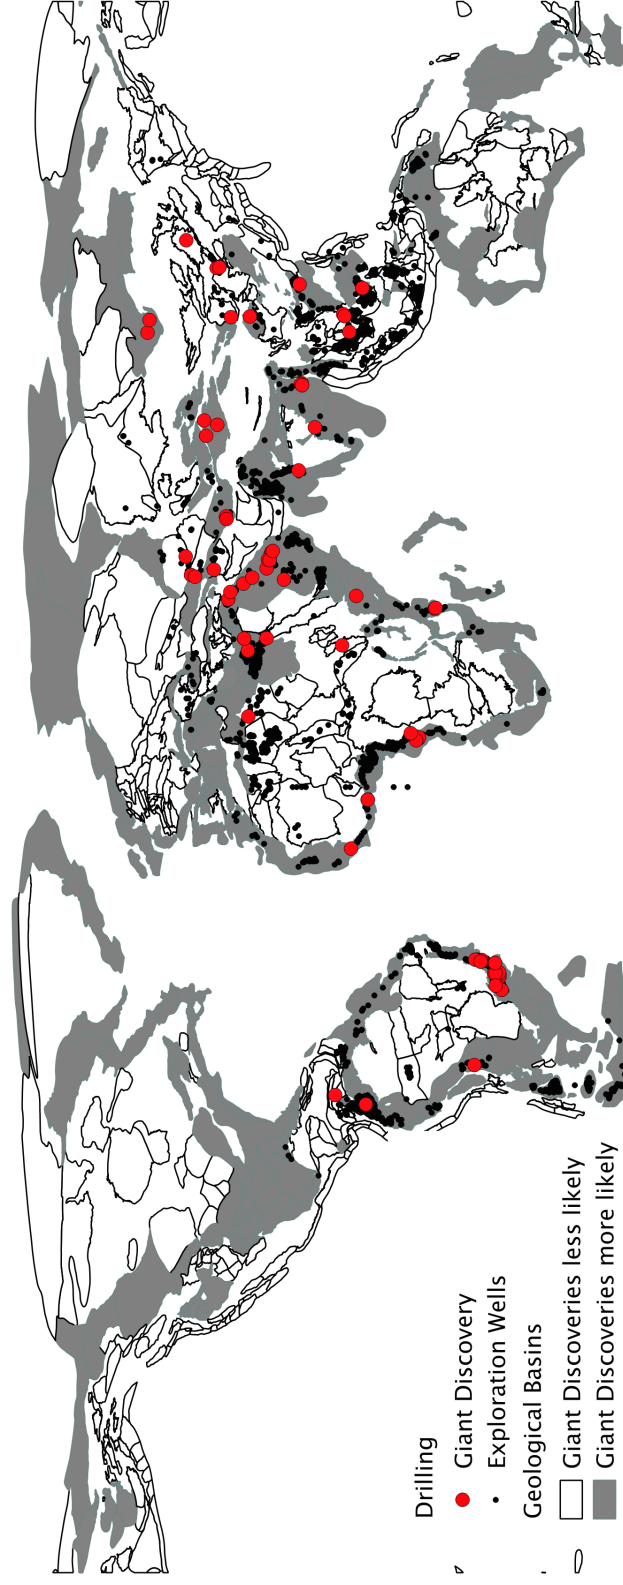 Drilling
Giant Discovery
Exploration Wells
Geological Basins
Giant Discoveries less likely
Giant Discoveries more likely